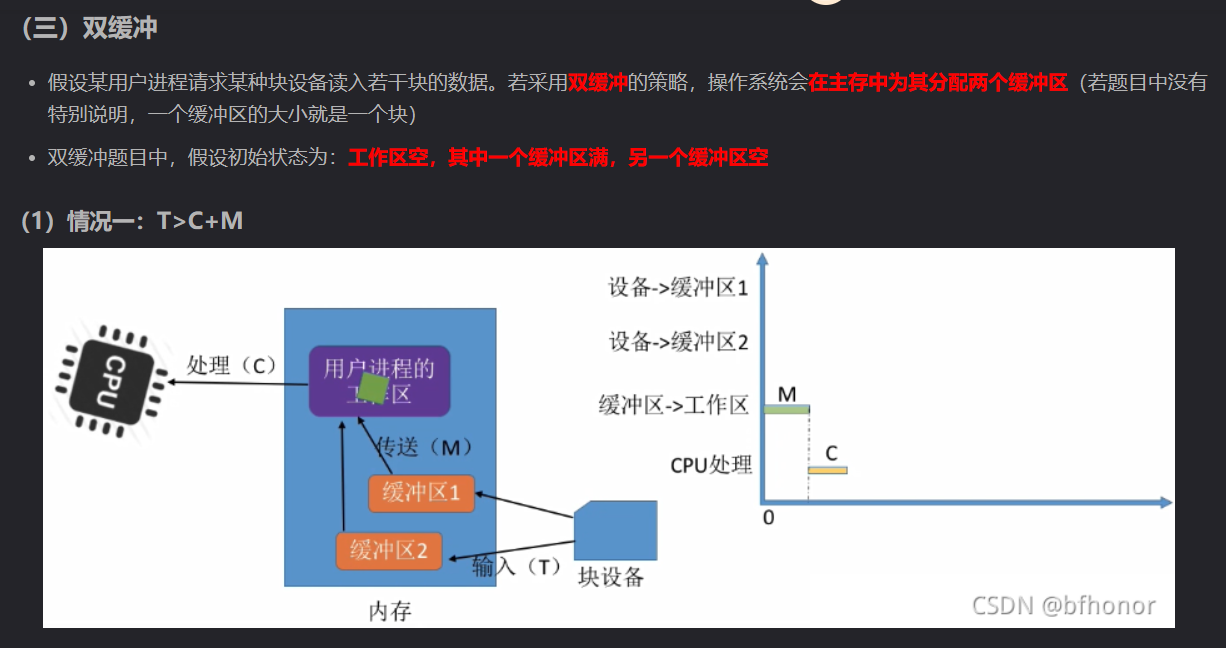 （三）双缓冲
假设某用户进程请求某种块设备读入若干块的数据。若采用双缓冲的策略，操作系统会在主存中为其分配两个缓冲区（若题目中没有
特别说明，一个缓冲区的大小就是一个块）
双缓冲题目中，假设初始状态为：工作区空，其中一个缓冲区满，另一个缓冲区空
（1）情况一：T>C+M
CPU
处理（C）
用户进程的
工作区
传送（M）
缓冲区1
缓冲区2
输入（T）
块设备
内存
设备->缓冲区1
设备->缓冲区2
缓冲区->工作区
M
CPU处理
C
0
CSDN @bfhonor